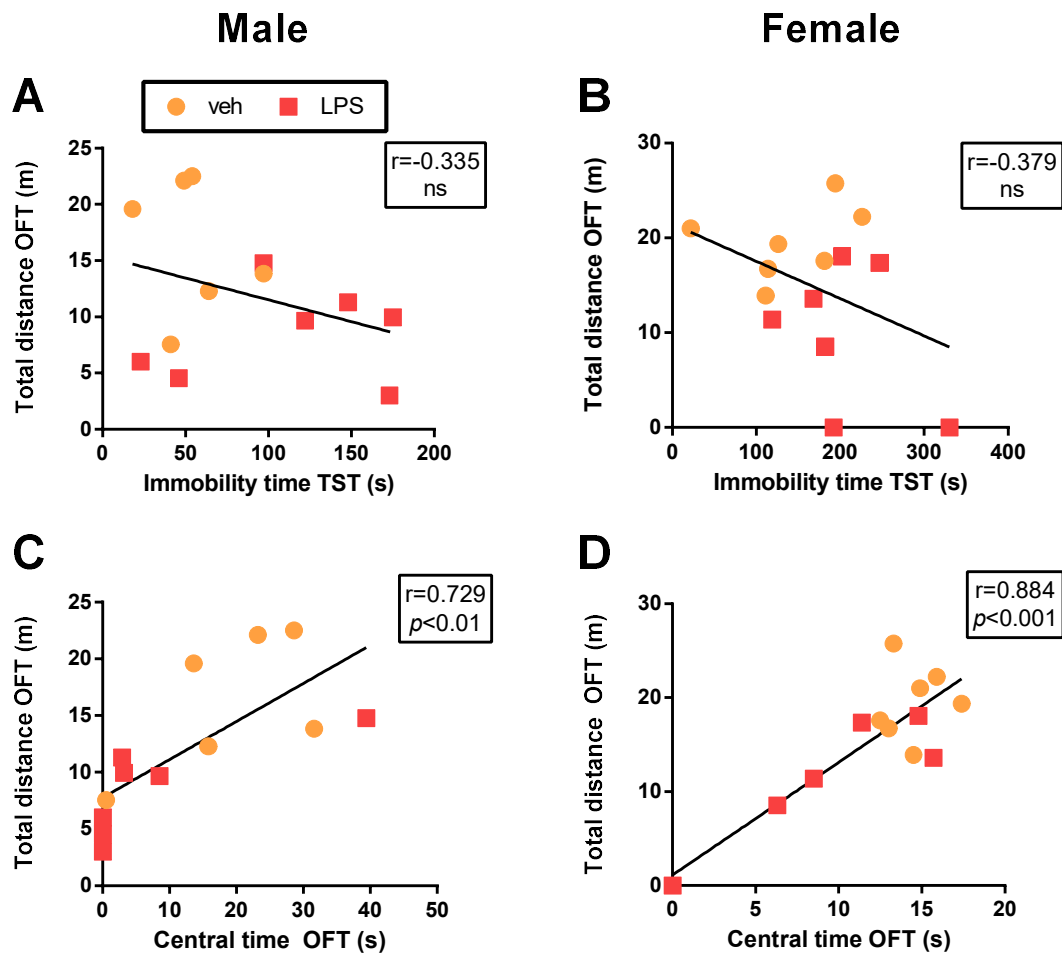 Male
Female
A
veh LPS
r=-0.335
ns
Total distance OFT (m)
25
20
15
10
5
0
0 50 100 150 200
Immobility time TST (s)
B
r=-0.379
ns
Total distance OFT (m)
30
20
10
0
0 100 200 300 400
Immobility time TST (s)
C
r=0.729
p<0.01
Total distance OFT (m)
25
20
15
10
5
0
0 10 20 30 40 50
Central time OFT (s)
D
r=0.884
p<0.001
Total distance OFT (m)
30
20
10
0
0 5 10 15 20
Central time OFT (s)